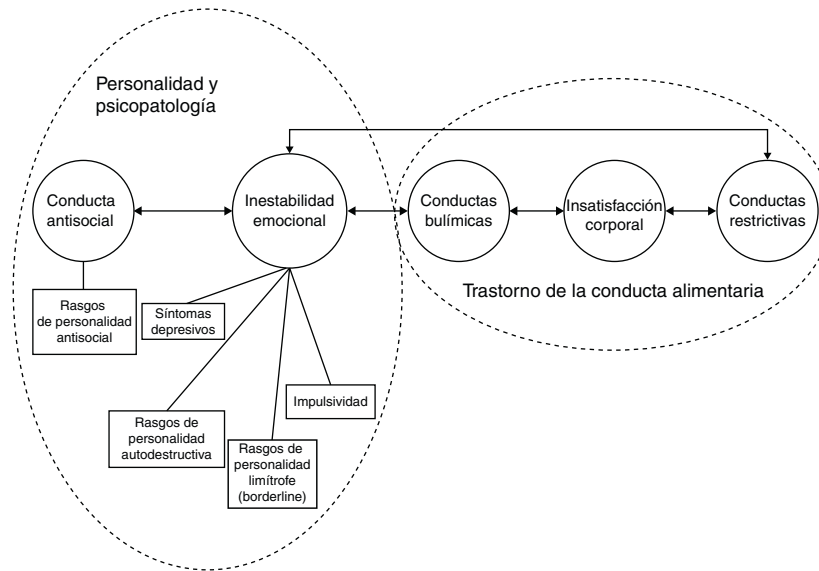 Personalidad y
psicopatología
Conducta
antisocial
Inestabilidad
emocional
Conductas
bulímicas
Insatisfacción
corporal
Conductas
restrictivas
Trastorno de la conducta alimentaria
Rasgos
de personalidad
antisocial
Síntomas
depresivos
Impulsividad
Rasgos de
personalidad
autodestructiva
Rasgos de
personalidad
limítrofe
(borderline)